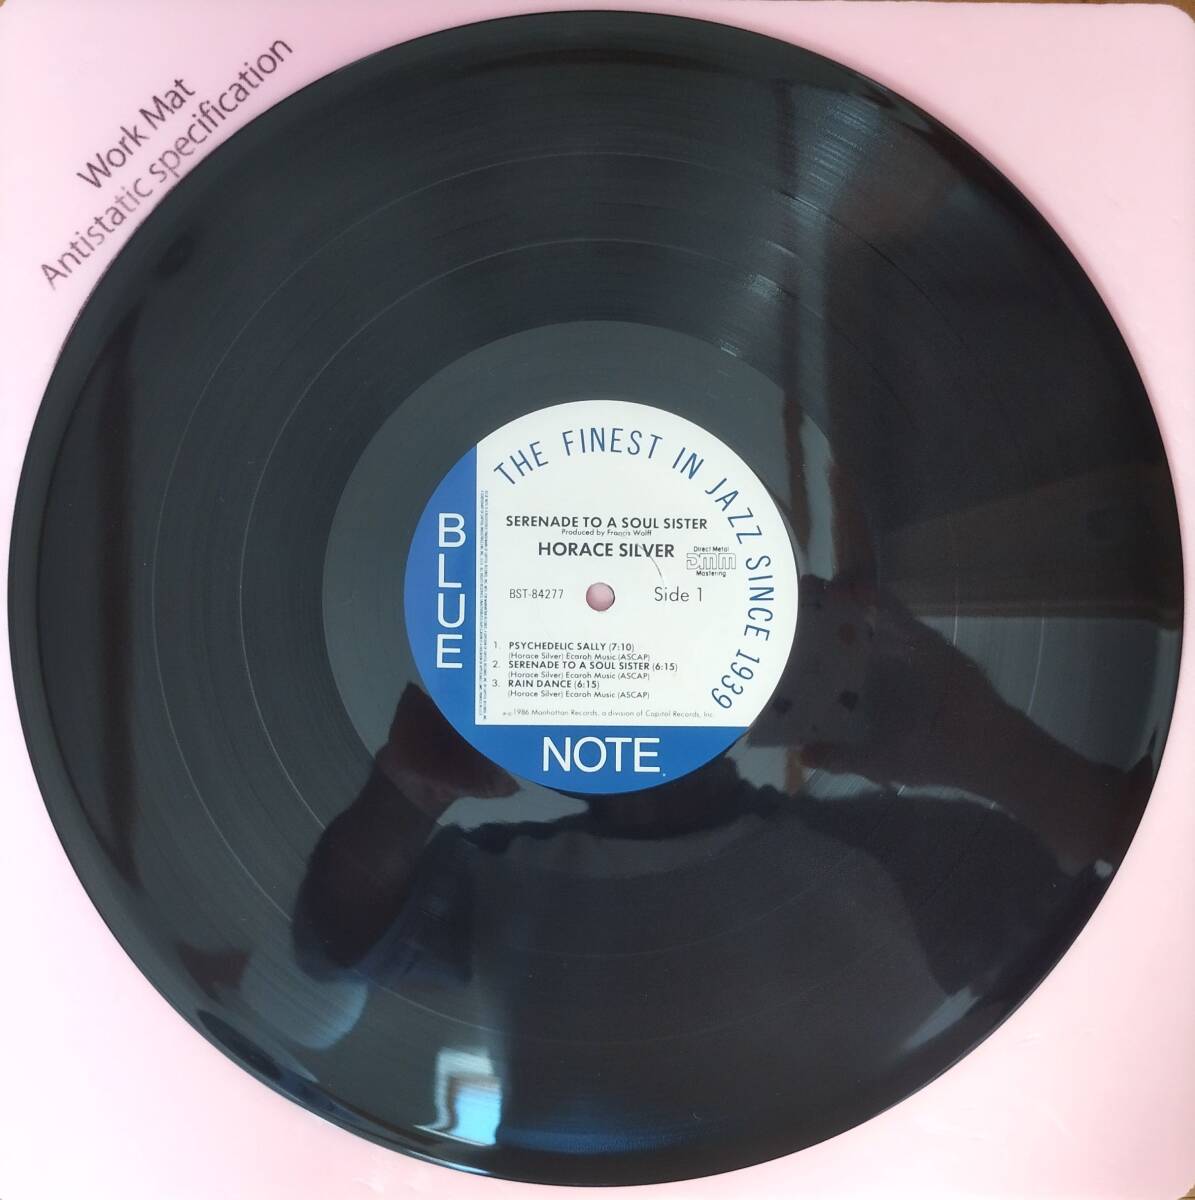 Work Mat
Antistatic specification
THE FINEST IN JAZZ SINCE 1939
BLUE
SERENADE TO A SOUL SISTER
Produced by Francis Wolff
HORACE SILVER
Direct Metal
DMM
Mastering
BST-84277
Side 1
1. PSYCHEDELIC SALLY (7:10)
(Horace Silver) Ecaroh Music (ASCAP)
2. SERENADE TO A SOUL SISTER (6:15)
(Horace Silver) Ecaroh Music (ASCAP)
3. RAIN DANCE (6:15)
(Horace Silver) Ecaroh Music (ASCAP)
℗© 1986 Manhattan Records, a division of Capitol Records, Inc.
NOTE